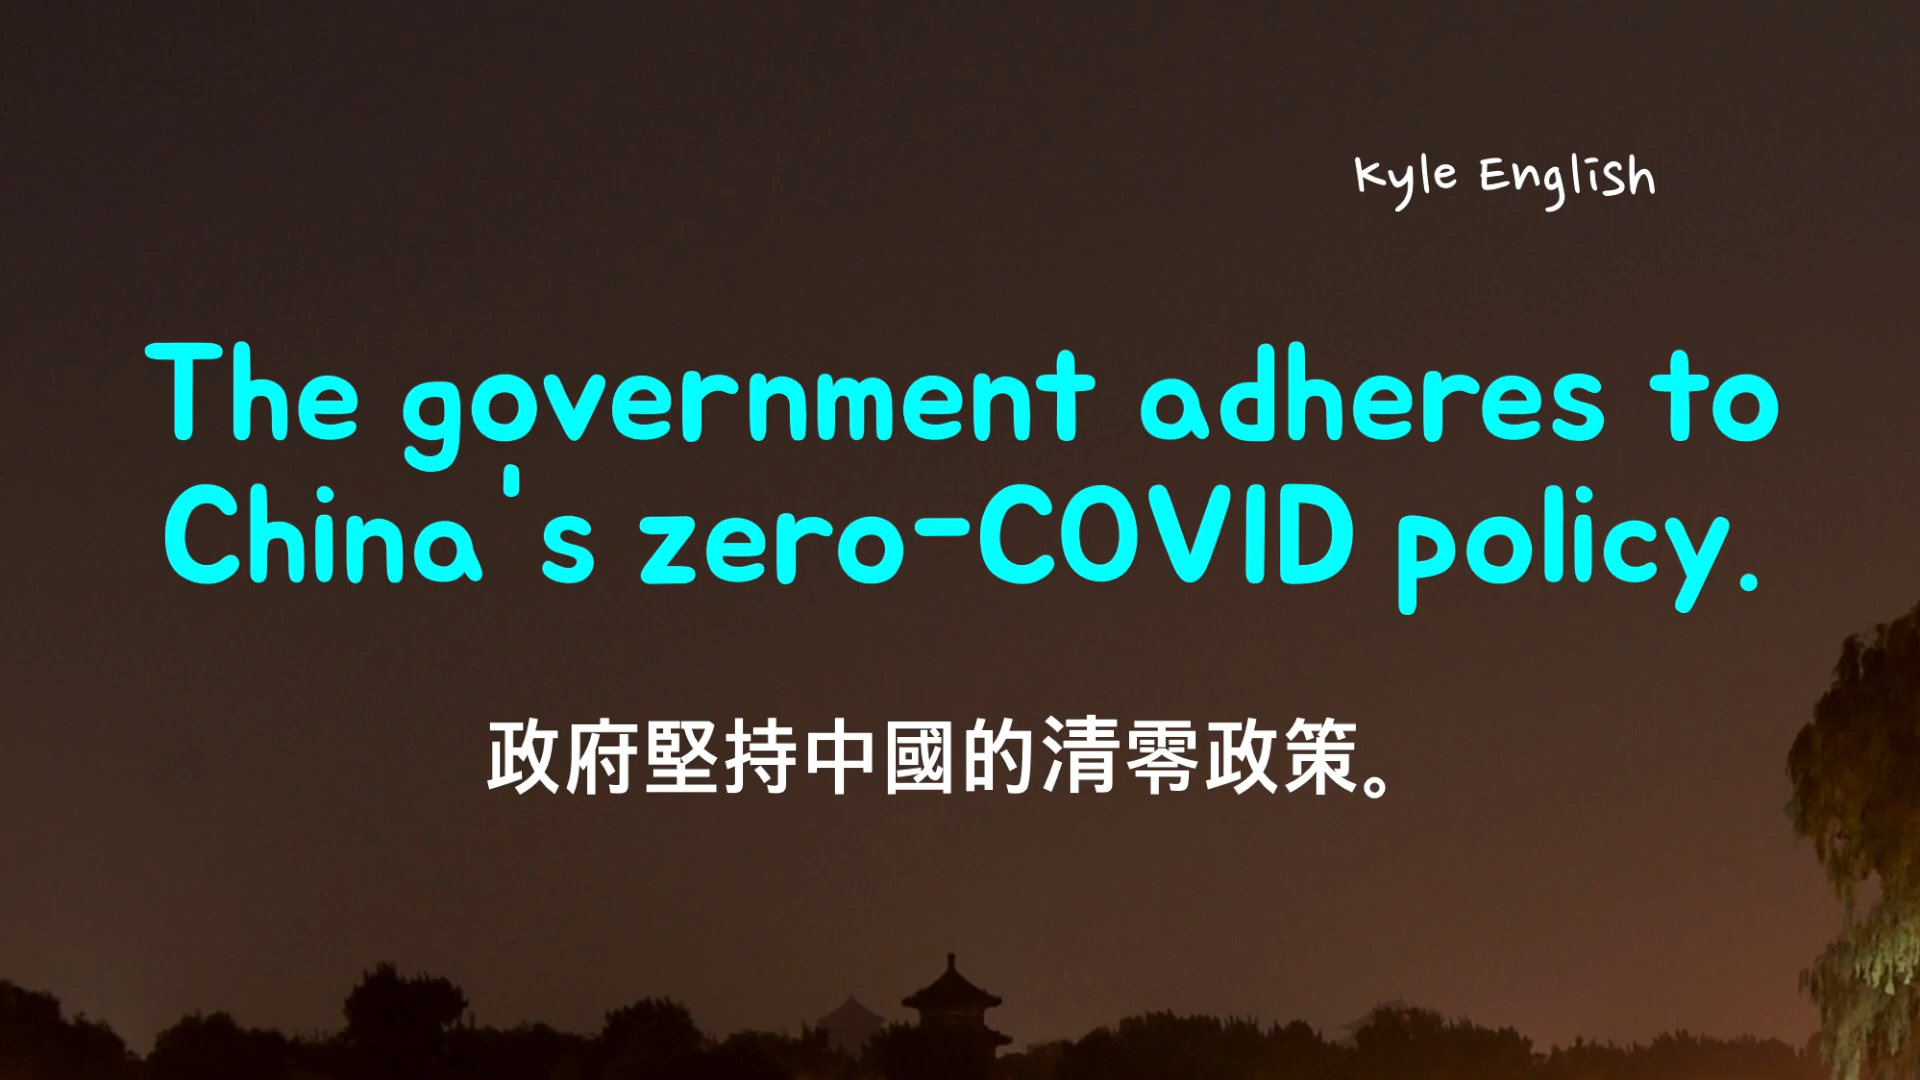 Kyle English
The government adheres to
China's zero-COVID policy.
政府堅持中國的清零政策。